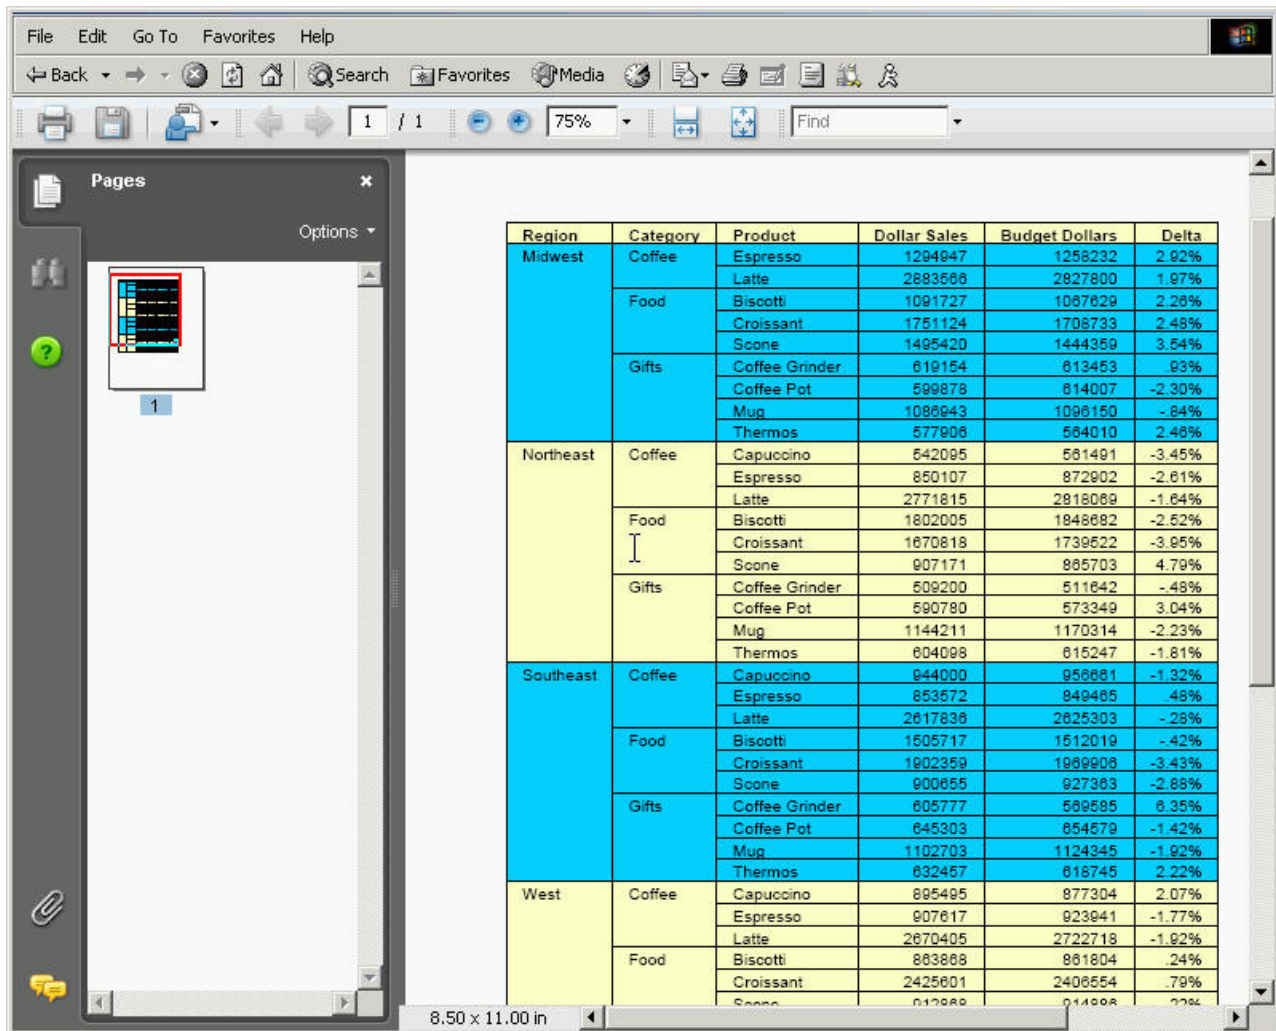 File Edit Go To Favorites Help
Back Search Favorites Media
1 / 1 75% Find
Pages
Options
1
Region Category Product Dollar Sales Budget Dollars Delta
Midwest Coffee Espresso 1294947 1258232 2.92%
Latte 2883566 2827800 1.97%
Food Biscotti 1091727 1067629 2.26%
Croissant 1751124 1708733 2.48%
Scone 1495420 1444359 3.54%
Gifts Coffee Grinder 619154 613453 .93%
Coffee Pot 599878 614007 -2.30%
Mug 1086943 1096150 -.84%
Thermos 577906 564010 2.46%
Northeast Coffee Capuccino 542095 561491 -3.45%
Espresso 850107 872902 -2.61%
Latte 2771815 2818069 -1.64%
Food Biscotti 1802005 1848682 -2.52%
Croissant 1670818 1739522 -3.95%
Scone 907171 865703 4.79%
Gifts Coffee Grinder 509200 511642 -.48%
Coffee Pot 590780 573349 3.04%
Mug 1144211 1170314 -2.23%
Thermos 604098 615247 -1.81%
Southeast Coffee Capuccino 944000 956661 -1.32%
Espresso 853572 849465 .48%
Latte 2617836 2625303 -.28%
Food Biscotti 1505717 1512019 -.42%
Croissant 1902359 1969906 -3.43%
Scone 900655 927363 -2.88%
Gifts Coffee Grinder 605777 569585 6.35%
Coffee Pot 645303 654579 -1.42%
Mug 1102703 1124345 -1.92%
Thermos 632457 618745 2.22%
West Coffee Capuccino 895495 877304 2.07%
Espresso 907617 923941 -1.77%
Latte 2670405 2722718 -1.92%
Food Biscotti 863868 861804 .24%
Croissant 2425601 2406554 .79%
Scone
8.50 x 11.00 in